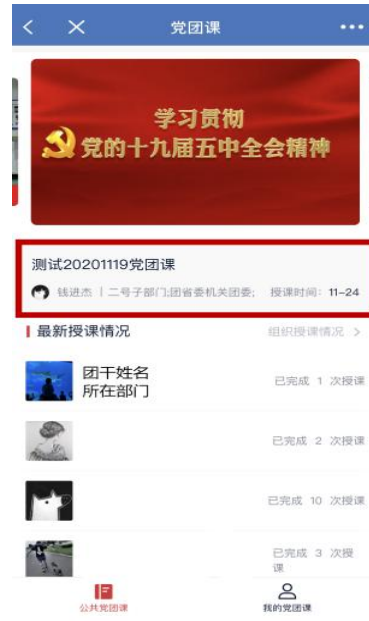 党团课
学习贯彻
党的十九届五中全会精神
测试20201119党团课
钱进杰 | 二号子部门;团省委机关团委; 授课时间: 11-24
最新授课情况 组织授课情况 >
团干姓名
所在部门
已完成 1 次授课
已完成 2 次授课
已完成 10 次授课
已完成 3 次授
课
公共党团课 我的党团课